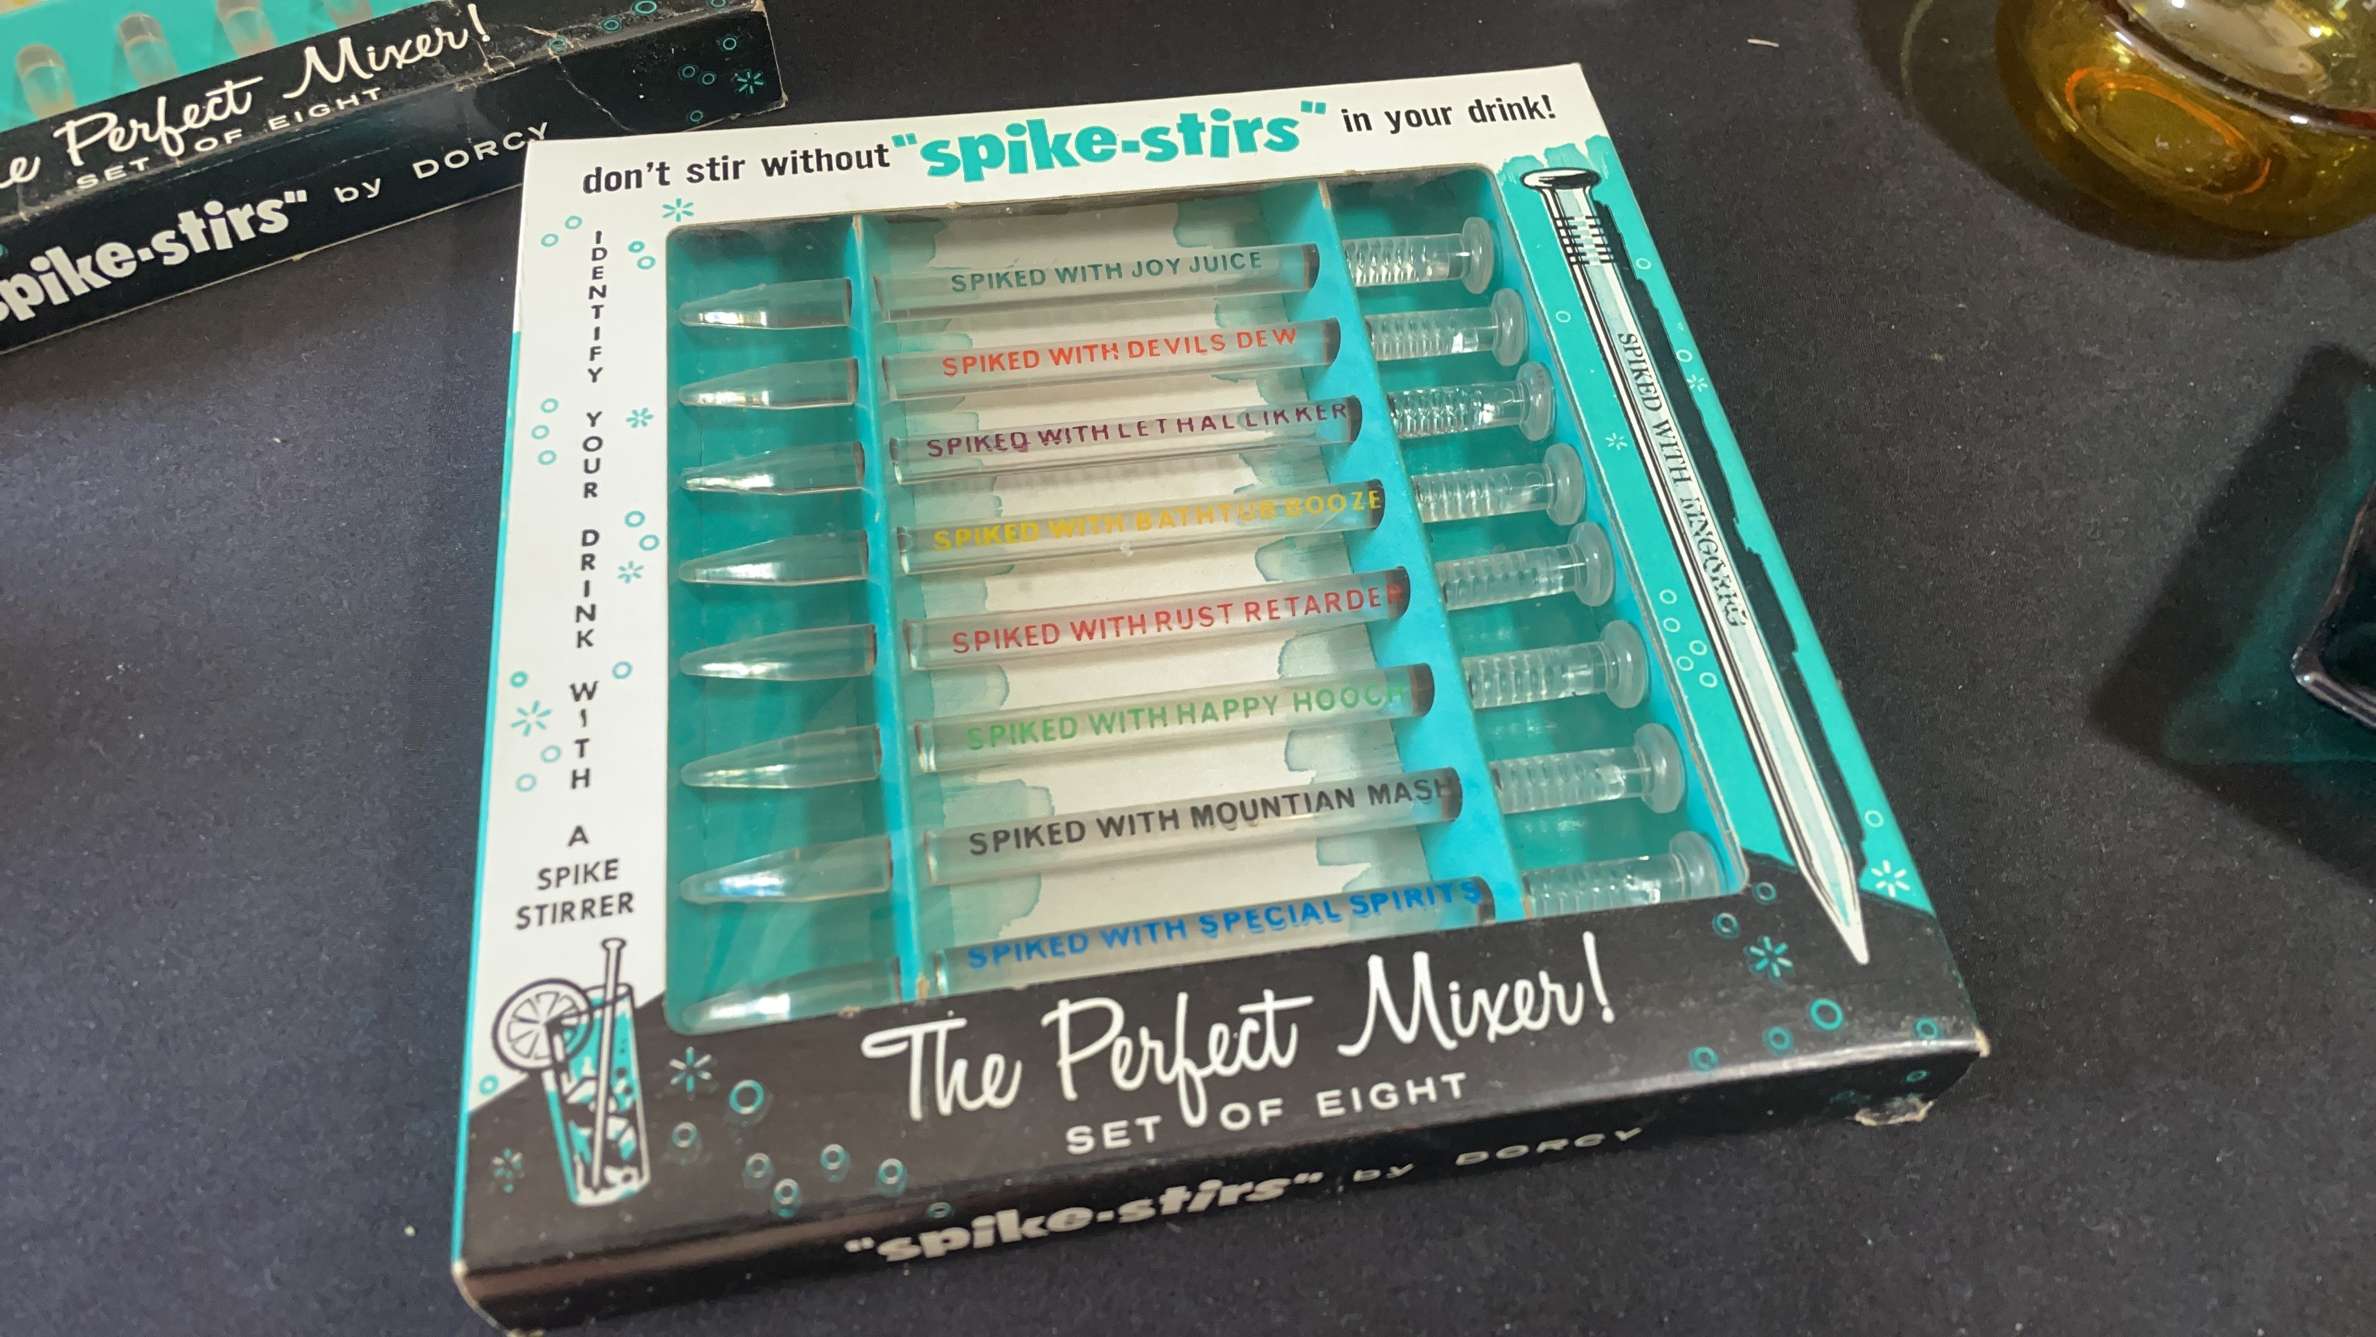 e Perfect Mixer!
SET OF EIGHT
pike-stirs" by DORCY
don't stir without "spike-stirs" in your drink!
IDENTIFY YOUR DRINK WITH A
SPIKE
STIRRER
SPIKED WITH JOY JUICE
SPIKED WITH DEVILS DEW
SPIKED WITH LETHAL LIKKER
SPIKED WITH BATHTUB BOOZE
SPIKED WITH RUST RETARDER
SPIKED WITH HAPPY HOOCH
SPIKED WITH MOUNTIAN MASH
SPIKED WITH SPECIAL SPIRITS
SPIKED WITH
The Perfect Mixer!
SET OF EIGHT
"spike-stirs" by DORCY